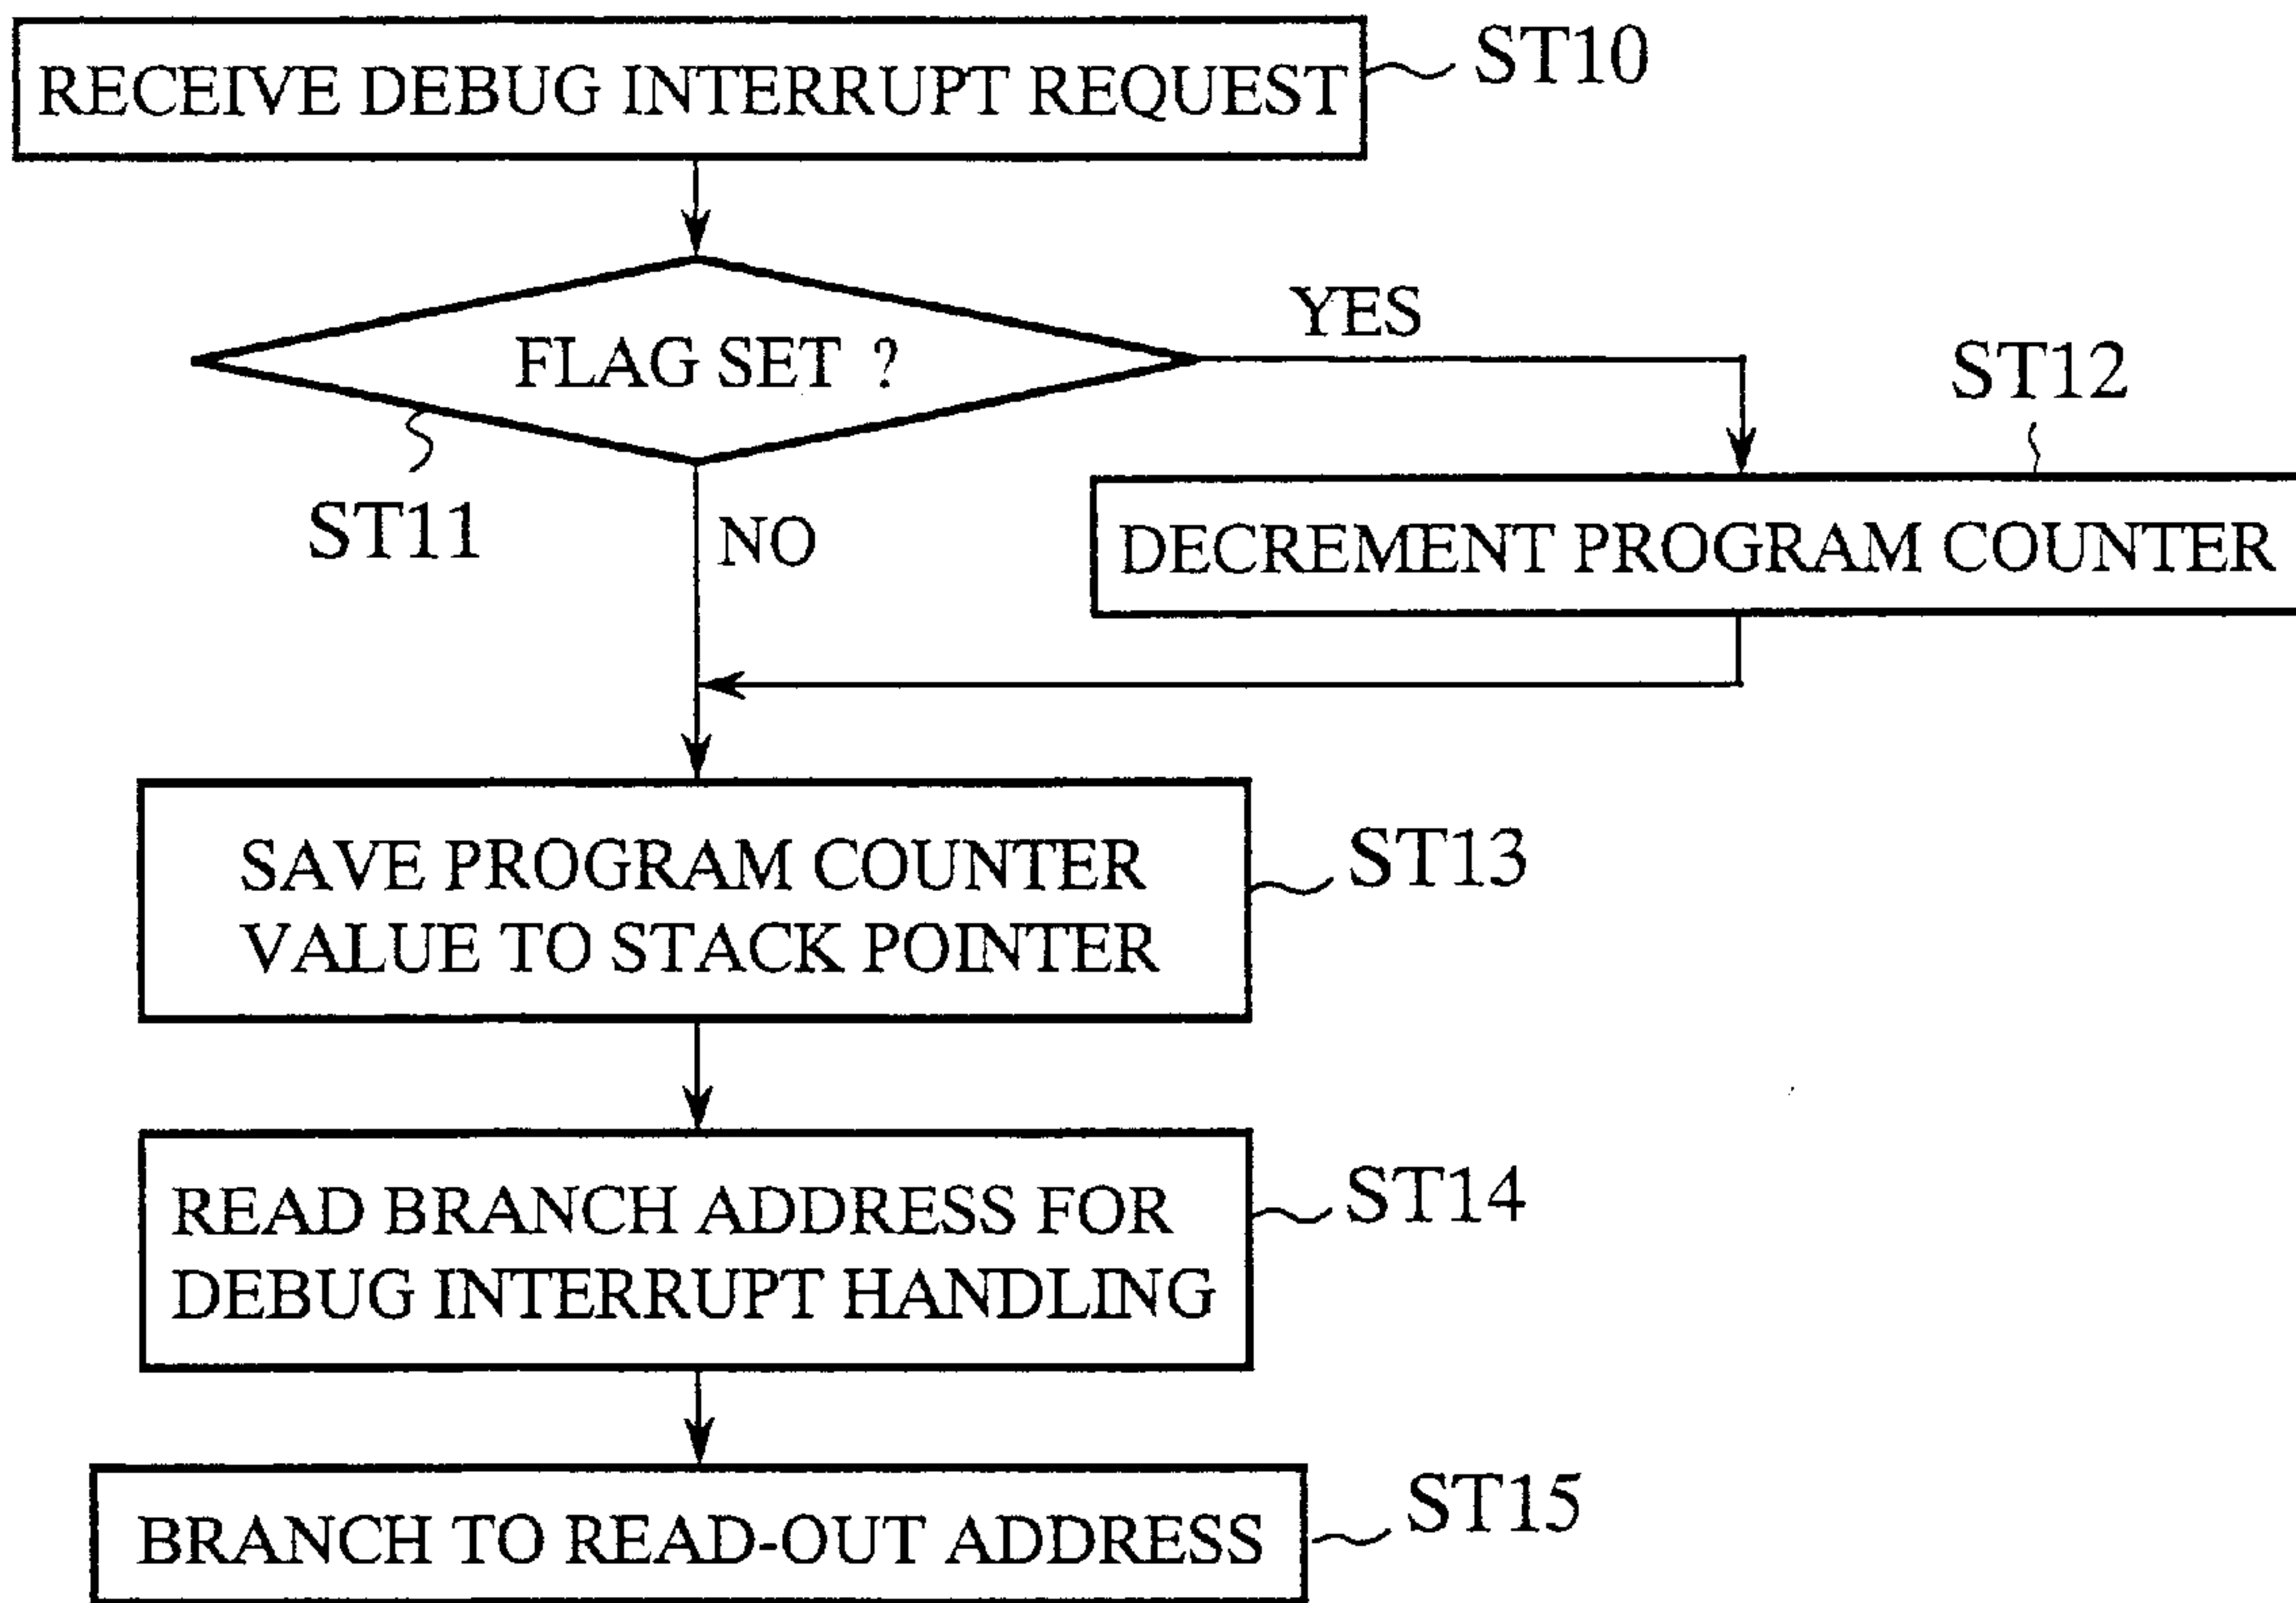 RECEIVE DEBUG INTERRUPT REQUEST
ST10
FLAG SET ?
YES
ST11
NO
ST12
DECREMENT PROGRAM COUNTER
SAVE PROGRAM COUNTER
VALUE TO STACK POINTER
ST13
READ BRANCH ADDRESS FOR
DEBUG INTERRUPT HANDLING
ST14
BRANCH TO READ-OUT ADDRESS
ST15